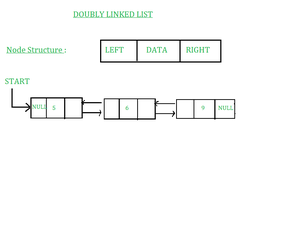 DOUBLY LINKED LIST
Node Structure :
LEFT DATA RIGHT
START
NULL 5 6 9 NULL